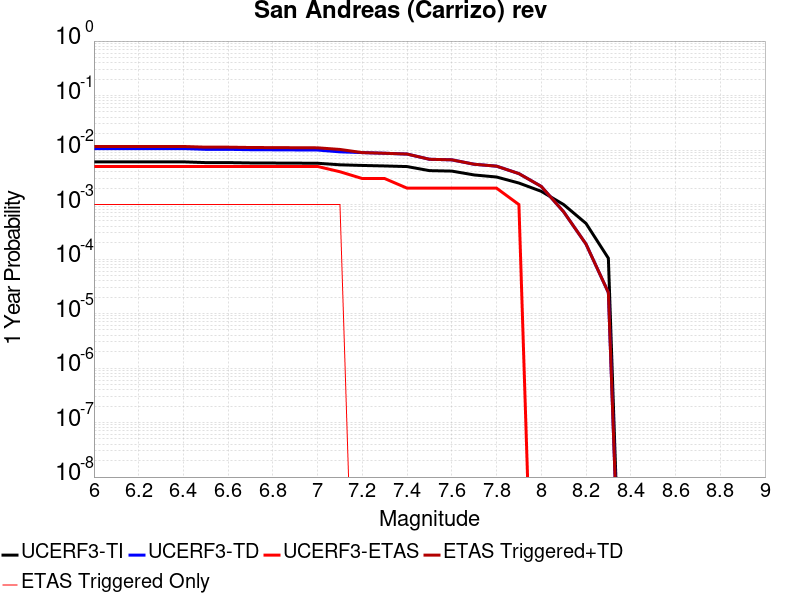 San Andreas (Carrizo) rev
10^0
10^-1
10^-2
10^-3
10^-4
10^-5
10^-6
10^-7
10^-8
1 Year Probability
6 6.2 6.4 6.6 6.8 7 7.2 7.4 7.6 7.8 8 8.2 8.4 8.6 8.8 9
Magnitude
UCERF3-TI UCERF3-TD UCERF3-ETAS ETAS Triggered+TD
ETAS Triggered Only